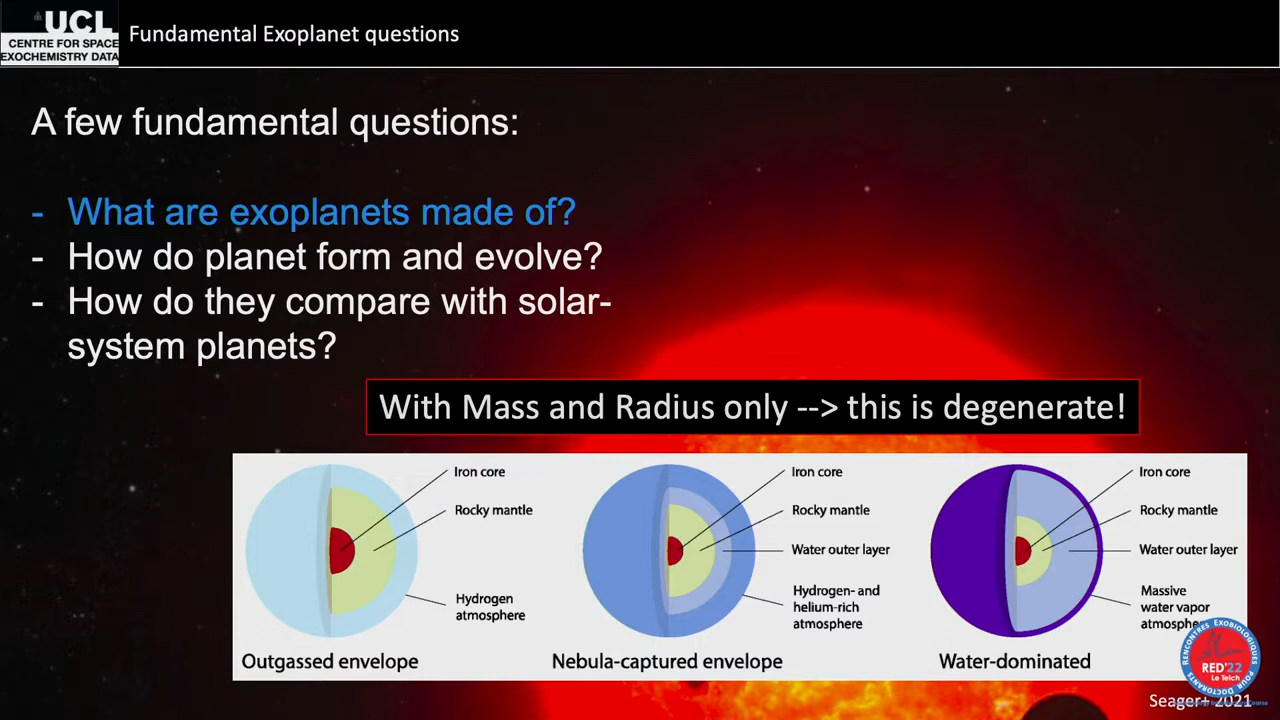 UCL
CENTRE FOR SPACE
EXOCHEMISTRY DATA
Fundamental Exoplanet questions
A few fundamental questions:
- What are exoplanets made of?
- How do planet form and evolve?
- How do they compare with solar-
system planets?
With Mass and Radius only --> this is degenerate!
Iron core
Rocky mantle
Hydrogen
atmosphere
Outgassed envelope
Iron core
Rocky mantle
Water outer layer
Hydrogen- and
helium-rich
atmosphere
Nebula-captured envelope
Iron core
Rocky mantle
Water outer layer
Massive
water vapor
Water-dominated
RENCONTRES EXOBIOLOGIQUES
POUR DOCTORANTS
RED'22
Le Teich
Seager+ 2021